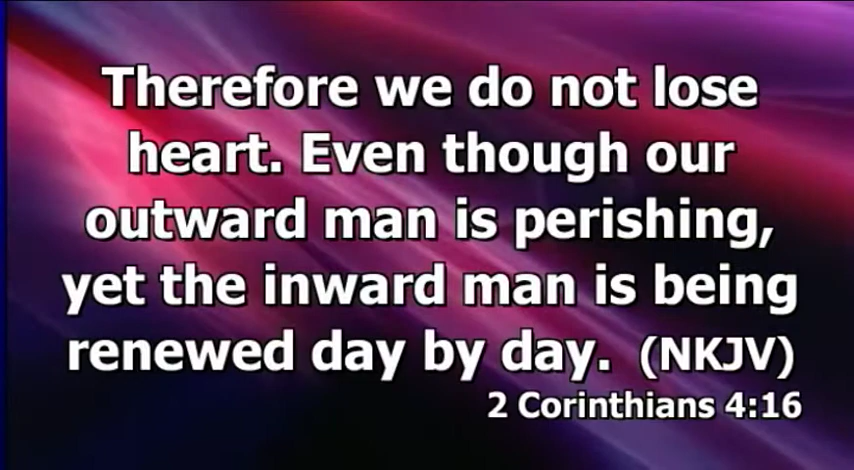 Therefore we do not lose
heart. Even though our
outward man is perishing,
yet the inward man is being
renewed day by day. (NKJV)
2 Corinthians 4:16